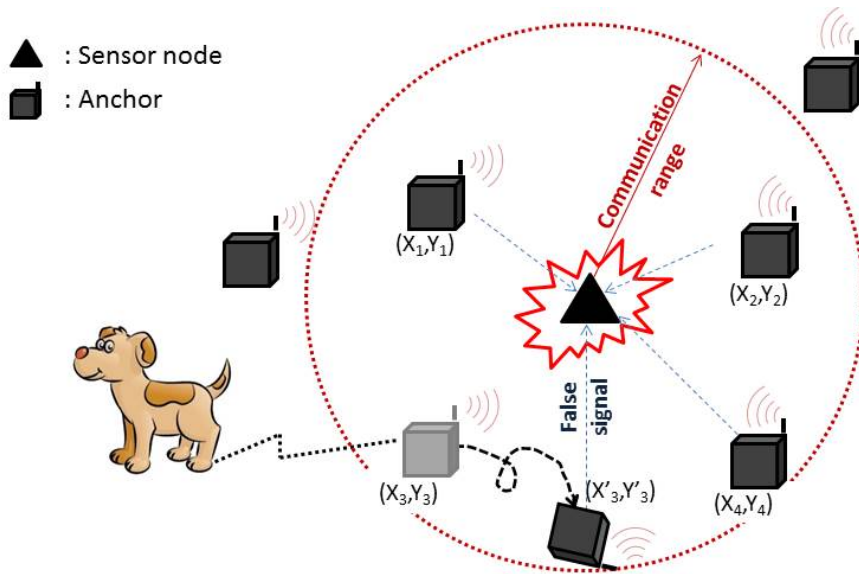 : Sensor node
: Anchor
Communication
range
(X₁,Y₁)
(X₂,Y₂)
False
signal
(X₃,Y₃)
(X'₃,Y'₃)
(X₄,Y₄)